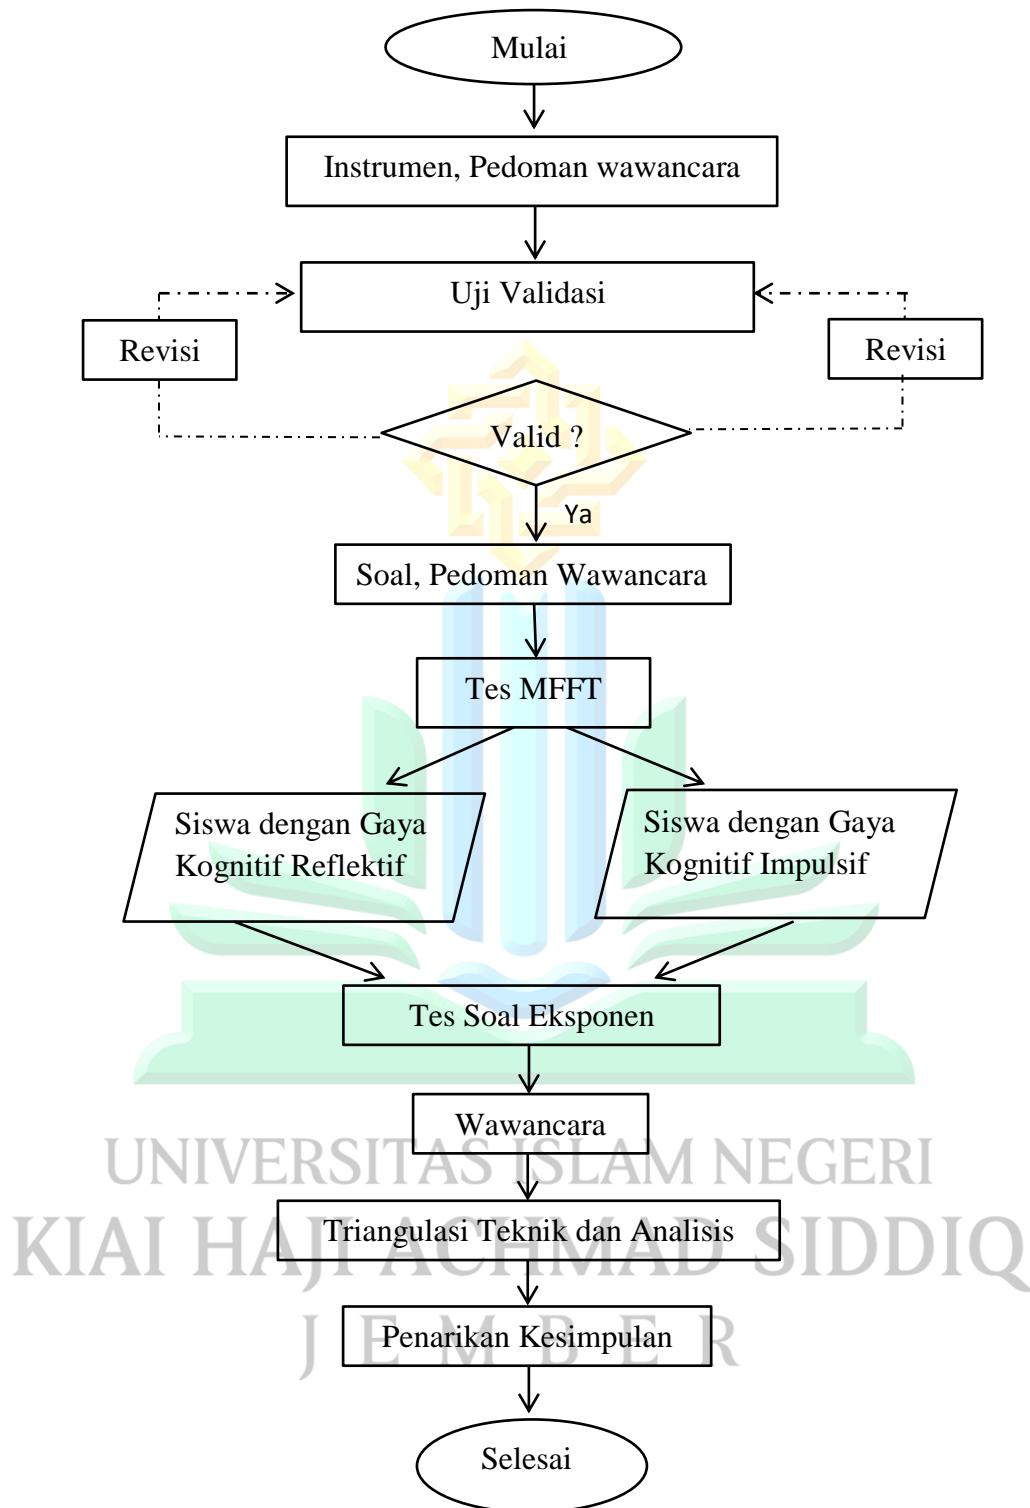 Mulai
Instrumen, Pedoman wawancara
Uji Validasi
Revisi
Revisi
Valid ?
Ya
Soal, Pedoman Wawancara
Tes MFFT
Siswa dengan Gaya
Kognitif Reflektif
Siswa dengan Gaya
Kognitif Impulsif
Tes Soal Eksponen
Wawancara
UNIVERSITAS ISLAM NEGERI
Triangulasi Teknik dan Analisis
KIAI HAJI ACHMAD SIDDIQ
Penarikan Kesimpulan
JEMBER
Selesai